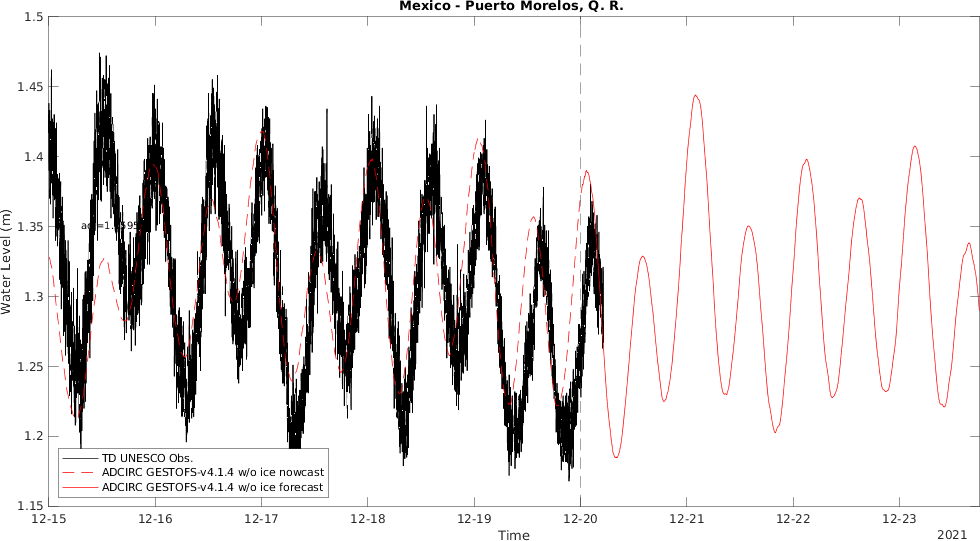 Mexico - Puerto Morelos, Q. R.
1.5
1.45
1.4
1.35
1.3
1.25
1.2
1.15
Water Level (m)
TD UNESCO Obs.
ADCIRC GESTOFS-v4.1.4 w/o ice nowcast
ADCIRC GESTOFS-v4.1.4 w/o ice forecast
12-15 12-16 12-17 12-18 12-19 12-20 12-21 12-22 12-23
Time
2021